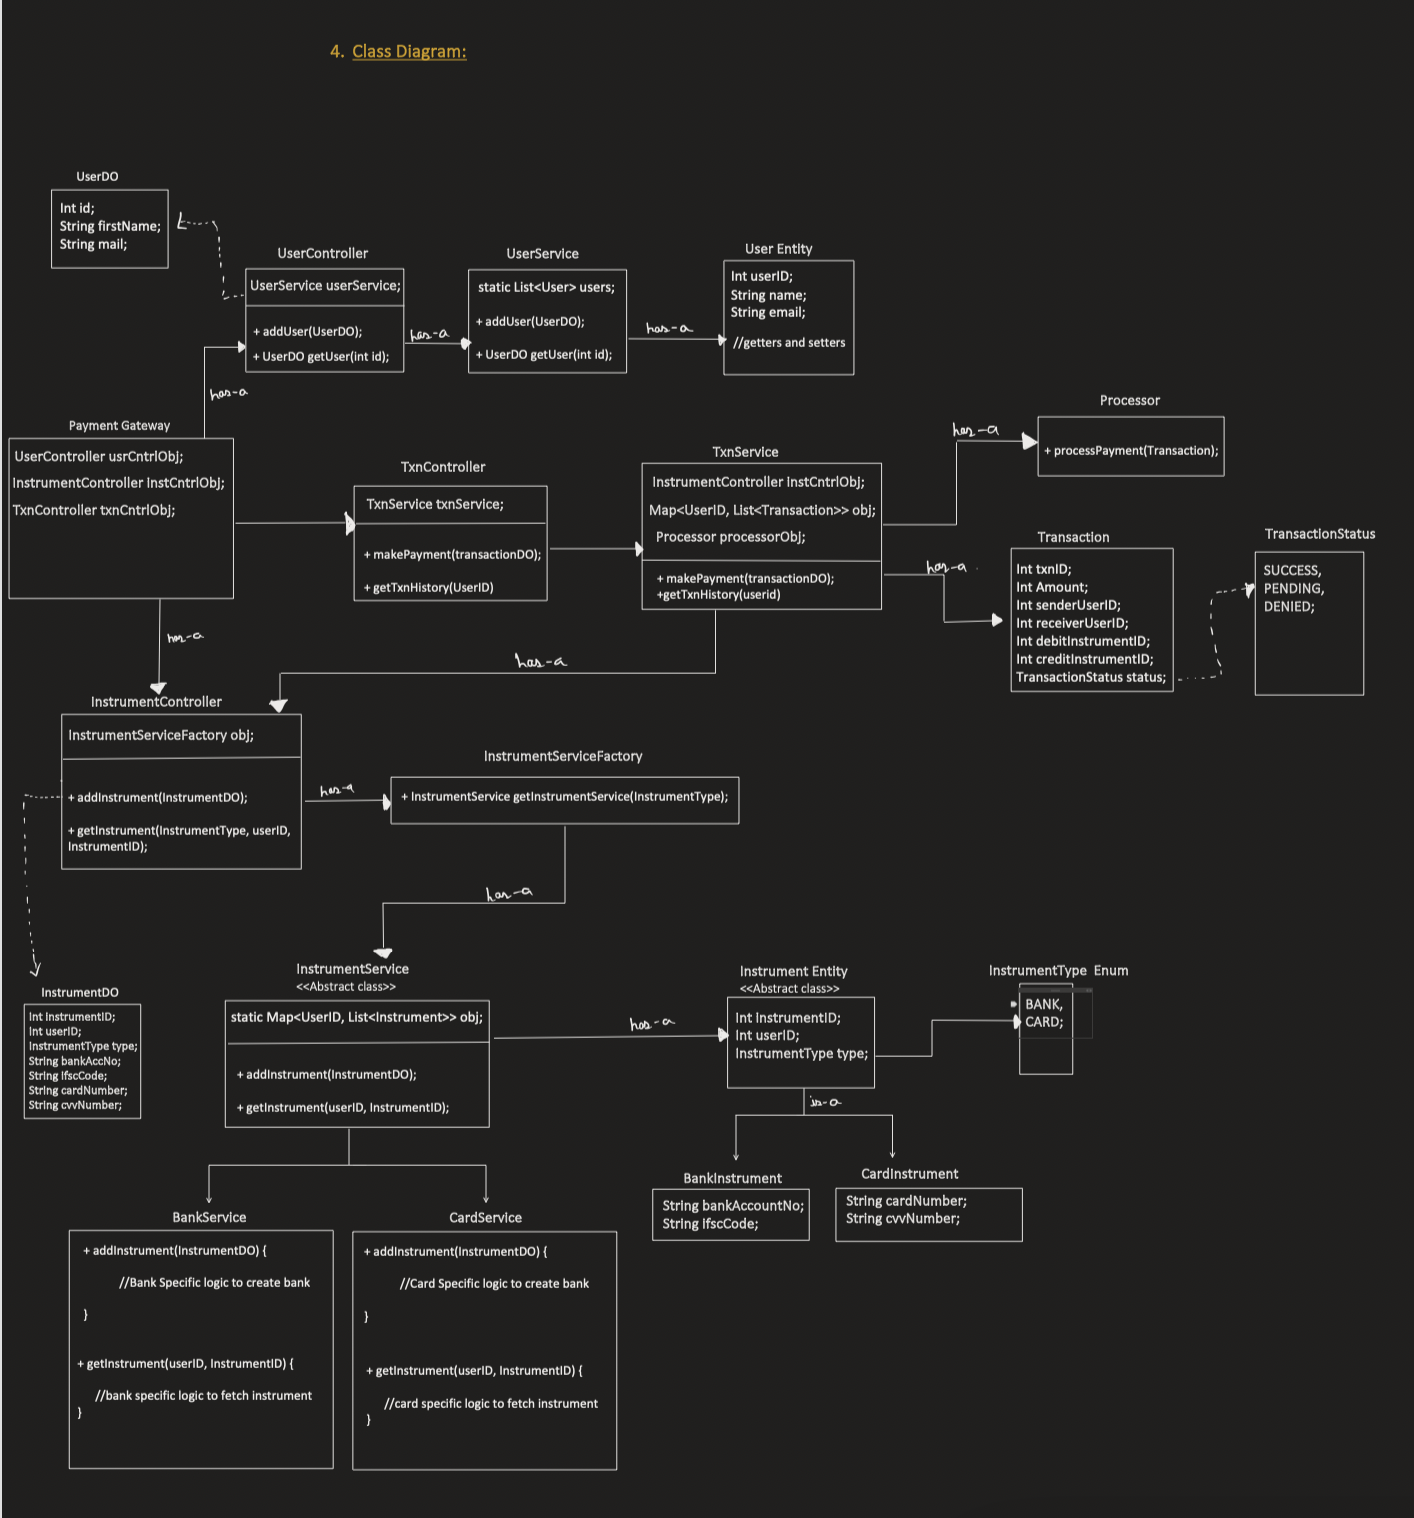 4. Class Diagram:
UserDO
Int id;
String firstName;
String mail;
UserController
UserService userService;
+ addUser(UserDO);
+ UserDO getUser(int id);
has-a
UserService
static List<User> users;
+ addUser(UserDO);
+ UserDO getUser(int id);
has-a
User Entity
Int userID;
String name;
String email;
//getters and setters
has-a
Payment Gateway
UserController usrCntrlObj;
InstrumentController instCntrlObj;
TxnController txnCntrlObj;
TxnController
TxnService txnService;
+ makePayment(transactionDO);
+ getTxnHistory(UserID)
TxnService
InstrumentController instCntrlObj;
Map<UserID, List<Transaction>> obj;
Processor processorObj;
+ makePayment(transactionDO);
+getTxnHistory(userid)
has-a
Processor
+ processPayment(Transaction);
has-a
Transaction
Int txnID;
Int Amount;
Int senderUserID;
Int receiverUserID;
Int debitInstrumentID;
Int creditInstrumentID;
TransactionStatus status;
TransactionStatus
SUCCESS,
PENDING,
DENIED;
has-a
has-a
InstrumentController
InstrumentServiceFactory obj;
+ addInstrument(InstrumentDO);
+ getInstrument(InstrumentType, userID,
InstrumentID);
has-a
InstrumentServiceFactory
+ InstrumentService getInstrumentService(InstrumentType);
has-a
InstrumentDO
Int InstrumentID;
Int userID;
InstrumentType type;
String bankAccNo;
String ifscCode;
String cardNumber;
String cvvNumber;
InstrumentService
<<Abstract class>>
static Map<UserID, List<Instrument>> obj;
+ addInstrument(InstrumentDO);
+ getInstrument(userID, InstrumentID);
has-a
Instrument Entity
<<Abstract class>>
Int InstrumentID;
Int userID;
InstrumentType type;
InstrumentType Enum
BANK,
CARD;
is-a
BankInstrument
String bankAccountNo;
String ifscCode;
CardInstrument
String cardNumber;
String cvvNumber;
BankService
+ addInstrument(InstrumentDO) {
//Bank Specific logic to create bank
}
+ getInstrument(userID, InstrumentID) {
//bank specific logic to fetch instrument
}
CardService
+ addInstrument(InstrumentDO) {
//Card Specific logic to create bank
}
+ getInstrument(userID, InstrumentID) {
//card specific logic to fetch instrument
}